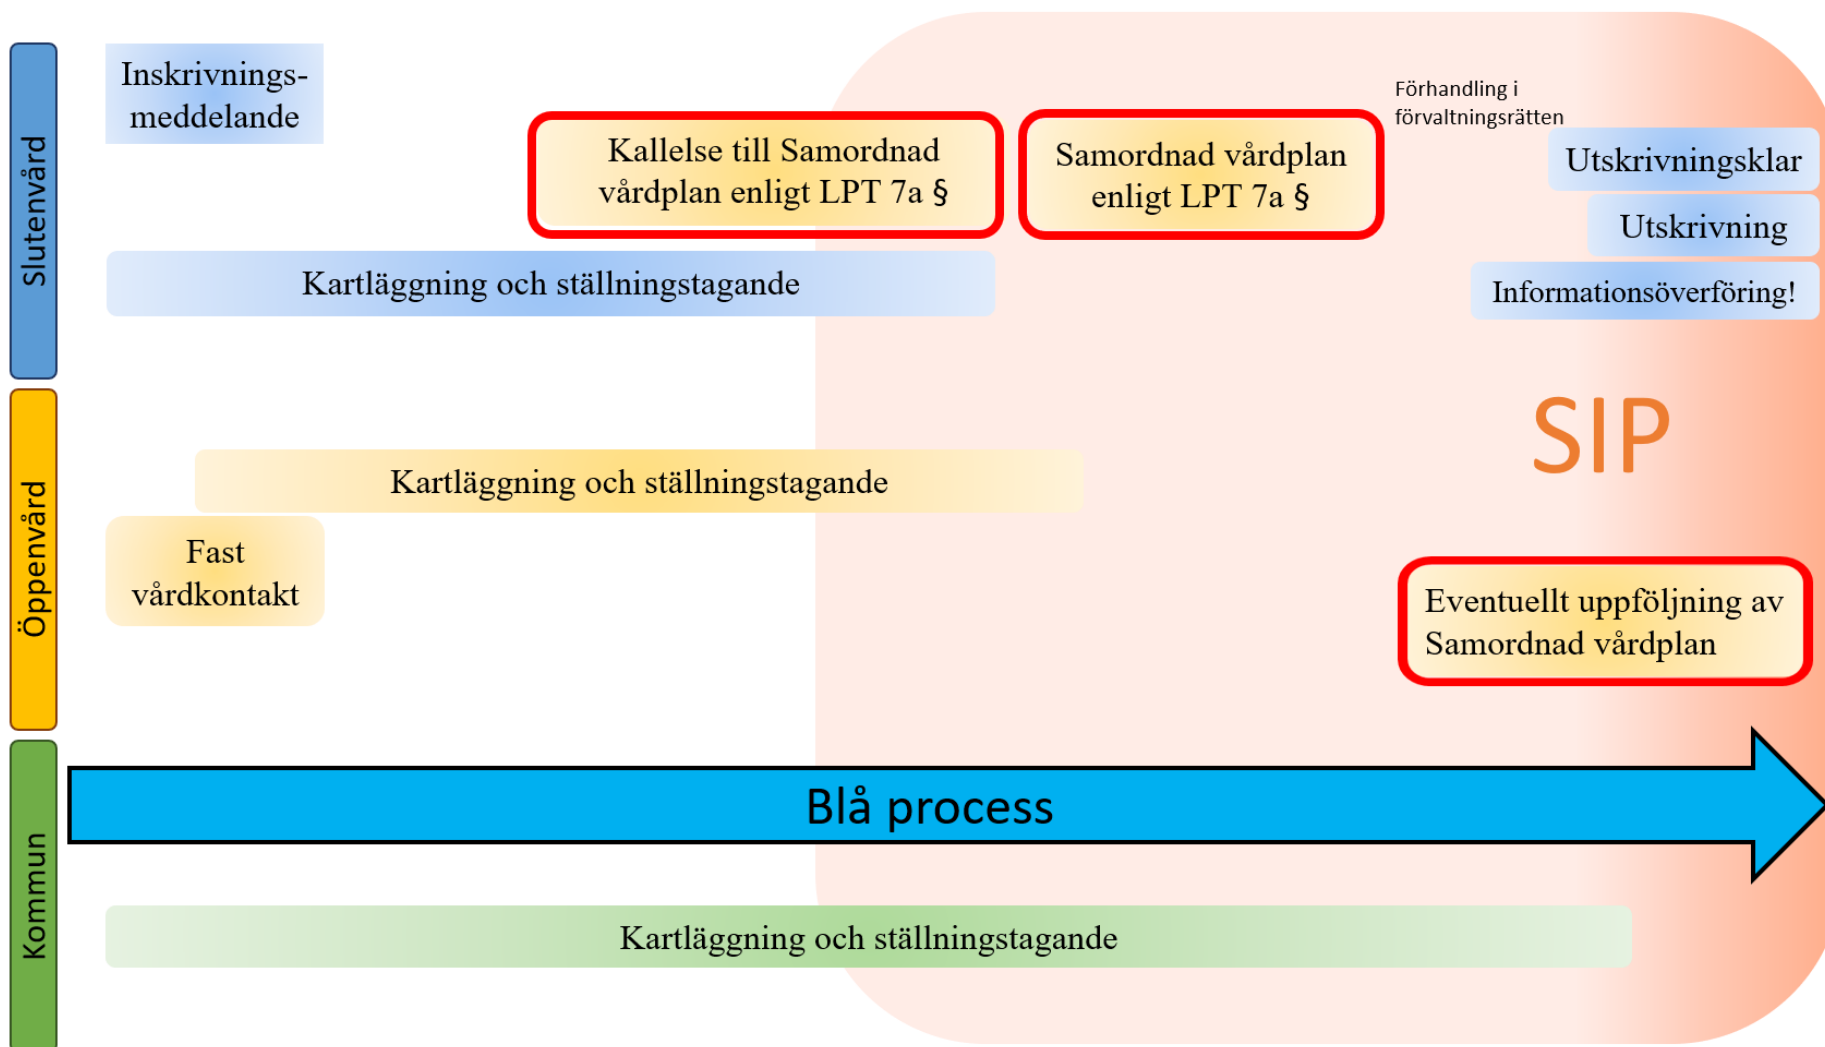 Slutenvård
Inskrivnings-
meddelande
Kallelse till Samordnad
vårdplan enligt LPT 7a §
Samordnad vårdplan
enligt LPT 7a §
Förhandling i
förvaltningsrätten
Utskrivningsklar
Utskrivning
Kartläggning och ställningstagande
Informationsöverföring!
Öppenvård
SIP
Kartläggning och ställningstagande
Fast
vårdkontakt
Eventuellt uppföljning av
Samordnad vårdplan
Kommun
Blå process
Kartläggning och ställningstagande